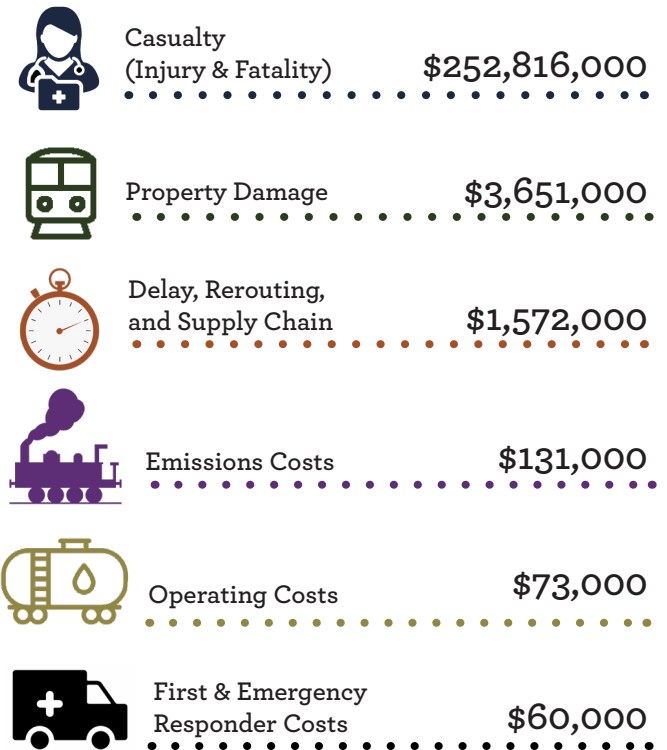 Casualty
(Injury & Fatality) $252,816,000
Property Damage $3,651,000
Delay, Rerouting,
and Supply Chain $1,572,000
Emissions Costs $131,000
Operating Costs $73,000
First & Emergency
Responder Costs $60,000